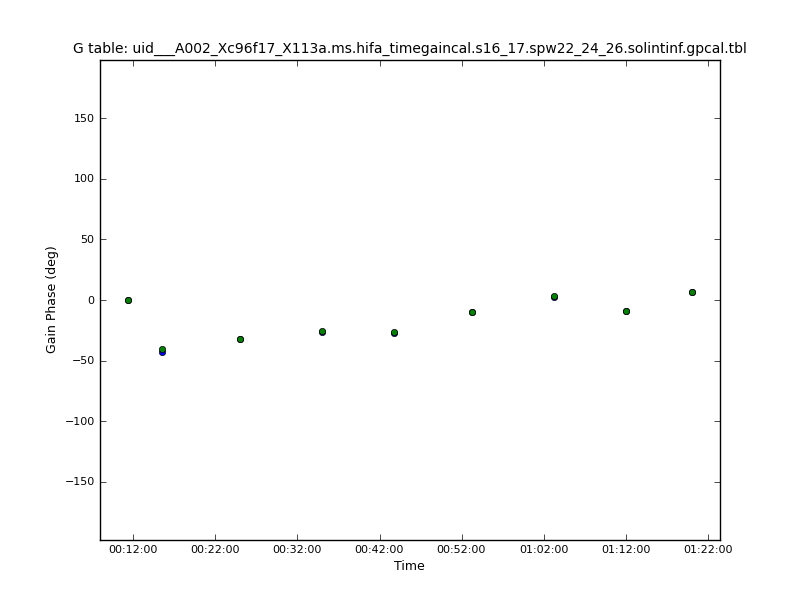 G table: uid___A002_Xc96f17_X113a.ms.hifa_timegaincal.s16_17.spw22_24_26.solintinf.gpcal.tbl
150
100
50
0
−50
−100
−150
Gain Phase (deg)
00:12:00 00:22:00 00:32:00 00:42:00 00:52:00 01:02:00 01:12:00 01:22:00
Time